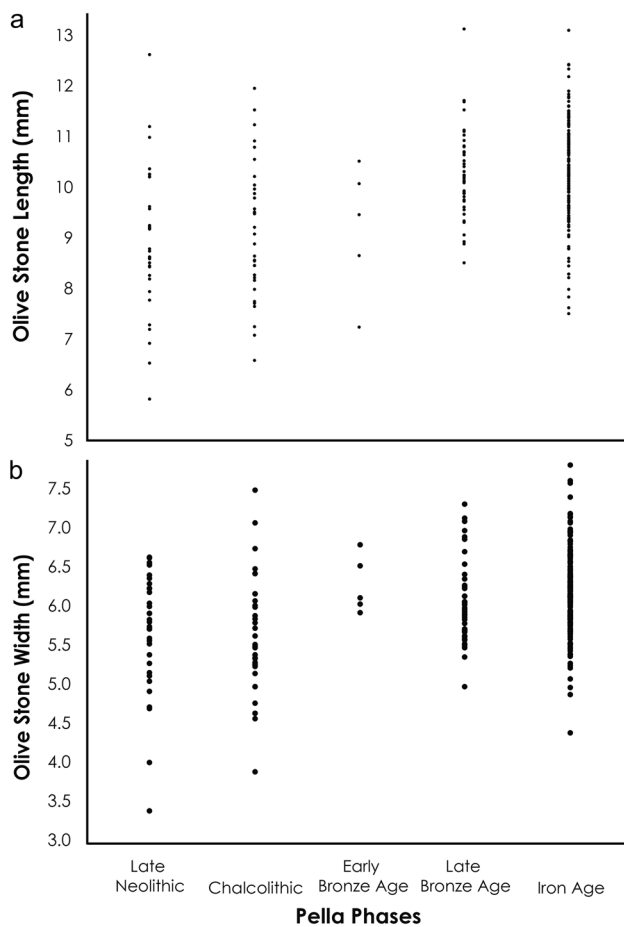 a
Olive Stone Length (mm)
13
12
11
10
9
8
7
6
5
b
Olive Stone Width (mm)
7.5
7.0
6.5
6.0
5.5
5.0
4.5
4.0
3.5
3.0
Late
Neolithic
Chalcolithic
Early
Bronze Age
Late
Bronze Age
Iron Age
Pella Phases